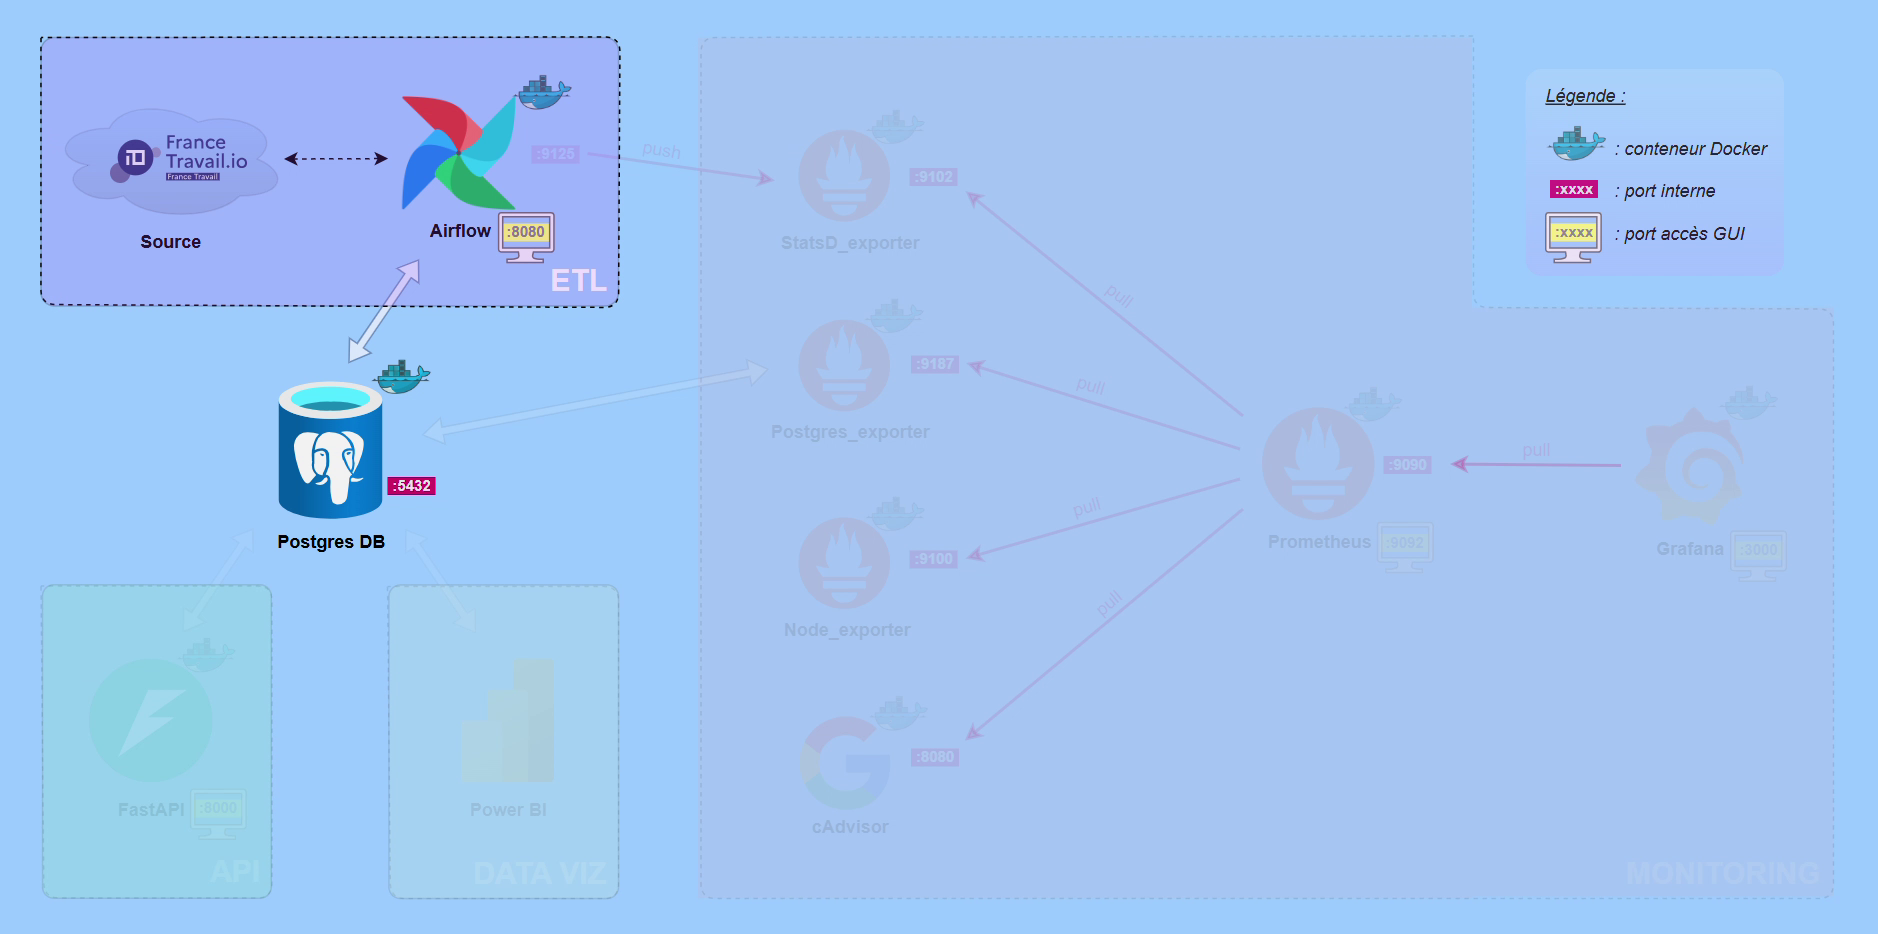 France
Travail.io
France Travail
Source
:9125
Airflow
:8080
ETL
push
:9102
StatsD_exporter
Légende :
: conteneur Docker
:xxxx
: port interne
:xxxx
: port accès GUI
pull
:9187
Postgres_exporter
pull
:5432
Postgres DB
:9100
Node_exporter
pull
Prometheus
:9090
:9092
pull
Grafana
:3000
pull
:8080
cAdvisor
FastAPI
:8000
API
Power BI
DATA VIZ
MONITORING